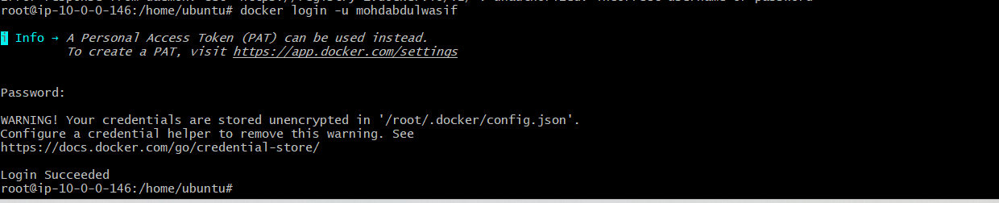 root@ip-10-0-0-146:/home/ubuntu# docker login -u mohdabdulwasif
i Info → A Personal Access Token (PAT) can be used instead.
To create a PAT, visit https://app.docker.com/settings
Password:
WARNING! Your credentials are stored unencrypted in '/root/.docker/config.json'.
Configure a credential helper to remove this warning. See
https://docs.docker.com/go/credential-store/
Login Succeeded
root@ip-10-0-0-146:/home/ubuntu#